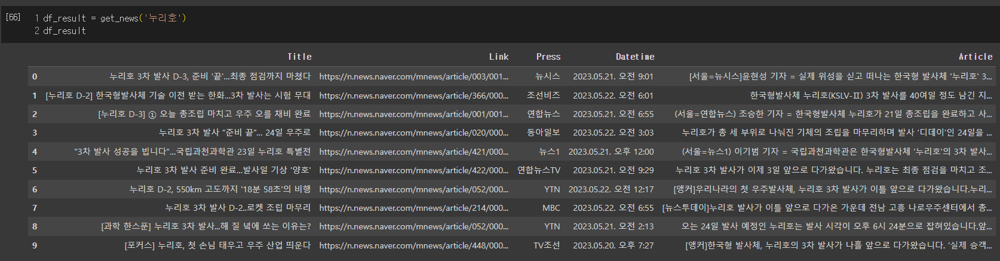 [66] 1 df_result = get_news('누리호')
2 df_result
Title Link Press Datetime Article
0 누리호 3차 발사 D-3, 준비 '끝'...최종 점검까지 마쳤다 https://n.news.naver.com/mnews/article/003/001... 뉴시스 2023.05.21. 오전 9:01 [서울=뉴시스]윤현성 기자 = 실제 위성을 싣고 떠나는 한국형 발사체 '누리호' 3...
1 [누리호 D-2] 한국형발사체 기술 이전 받는 한화...3차 발사는 시험 무대 https://n.news.naver.com/mnews/article/366/000... 조선비즈 2023.05.22. 오전 6:01 한국형발사체 누리호(KSLV-Ⅱ) 3차 발사를 40여일 정도 남긴 지...
2 [누리호 D-3] ① 오늘 총조립 마치고 우주 오를 채비 완료 https://n.news.naver.com/mnews/article/001/001... 연합뉴스 2023.05.21. 오전 6:55 (서울=연합뉴스) 조승한 기자 = 한국형발사체 누리호가 21일 총조립을 완료하고 사...
3 누리호 3차 발사 “준비 끝”... 24일 우주로 https://n.news.naver.com/mnews/article/020/000... 동아일보 2023.05.22. 오전 3:03 누리호가 총 세 부위로 나눠진 기체의 조립을 마무리하며 발사 ‘디데이’인 24일을 ...
4 "3차 발사 성공을 빕니다"...국립과천과학관 23일 누리호 특별전 https://n.news.naver.com/mnews/article/421/000... 뉴스1 2023.05.21. 오후 12:00 (서울=뉴스1) 이기범 기자 = 국립과천과학관은 한국형발사체 '누리호'의 3차 발사...
5 누리호 3차 발사 준비 완료...발사일 기상 '양호' https://n.news.naver.com/mnews/article/422/000... 연합뉴스TV 2023.05.21. 오전 9:29 누리호 3차 발사가 이제 3일 앞으로 다가왔습니다. 누리호는 최종 점검을 마치고 조...
6 누리호 D-2, 550km 고도까지 '18분 58초'의 비행 https://n.news.naver.com/mnews/article/052/000... YTN 2023.05.22. 오전 12:17 [앵커]우리나라의 첫 우주발사체, 누리호 3차 발사가 이틀 앞으로 다가왔습니다.누리...
7 누리호 3차 발사 D-2..로켓 조립 마무리 https://n.news.naver.com/mnews/article/214/000... MBC 2023.05.22. 오전 6:55 [뉴스투데이]누리호 발사가 이틀 앞으로 다가온 가운데 전남 고흥 나로우주센터에서 총...
8 [과학 한스푼] 누리호 3차 발사...해 질 녘에 쏘는 이유는? https://n.news.naver.com/mnews/article/052/000... YTN 2023.05.21. 오전 2:13 오는 24일 발사 예정인 누리호는 발사 시각이 오후 6시 24분으로 잡혀있습니다.앞...
9 [포커스] 누리호, 첫 손님 태우고 우주 산업 띄운다 https://n.news.naver.com/mnews/article/448/000... TV조선 2023.05.20. 오후 7:27 [앵커]한국형 발사체, 누리호의 3차 발사가 나흘 앞으로 다가왔습니다. '실제 승객...